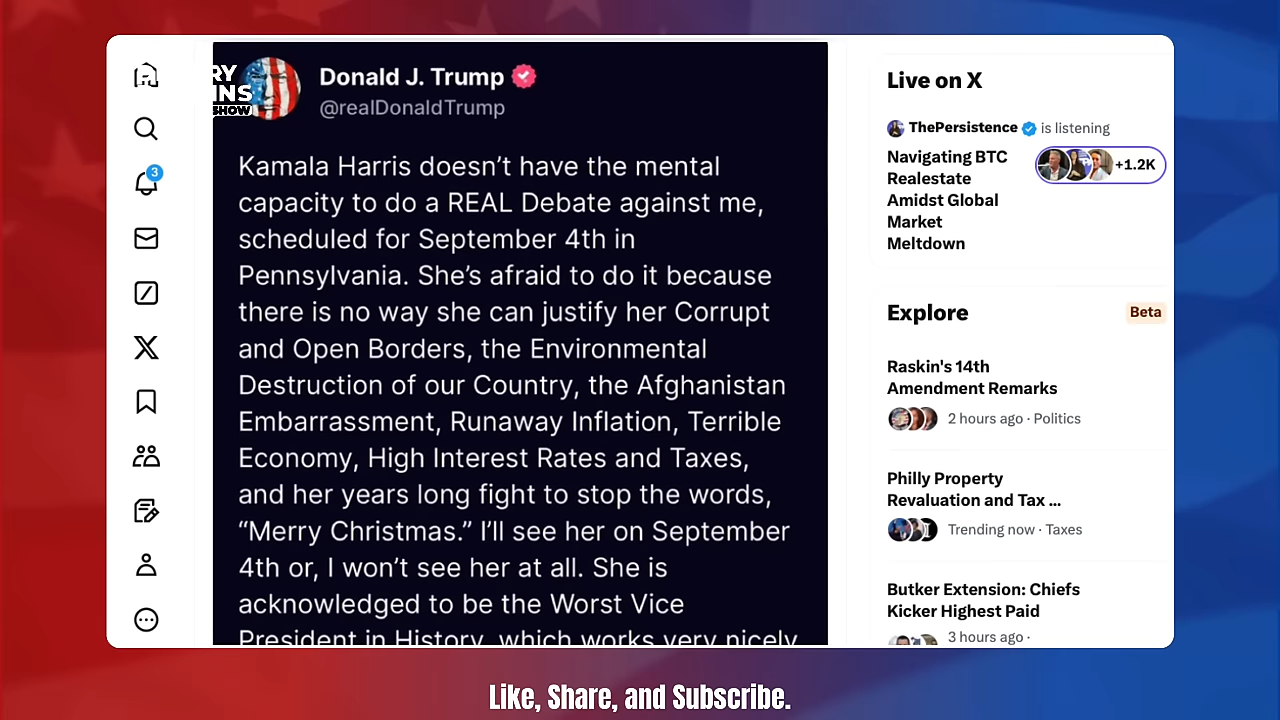 RY
INS
SHOW
Donald J. Trump
@realDonaldTrump
Kamala Harris doesn’t have the mental
capacity to do a REAL Debate against me,
scheduled for September 4th in
Pennsylvania. She’s afraid to do it because
there is no way she can justify her Corrupt
and Open Borders, the Environmental
Destruction of our Country, the Afghanistan
Embarrassment, Runaway Inflation, Terrible
Economy, High Interest Rates and Taxes,
and her years long fight to stop the words,
“Merry Christmas.” I’ll see her on September
4th or, I won’t see her at all. She is
acknowledged to be the Worst Vice
President in History, which works very nicely
3
Live on X
ThePersistence is listening
Navigating BTC
Realestate
Amidst Global
Market
Meltdown
+1.2K
Explore
Beta
Raskin's 14th
Amendment Remarks
2 hours ago · Politics
Philly Property
Revaluation and Tax ...
Trending now · Taxes
Butker Extension: Chiefs
Kicker Highest Paid
3 hours ago ·
Like, Share, and Subscribe.